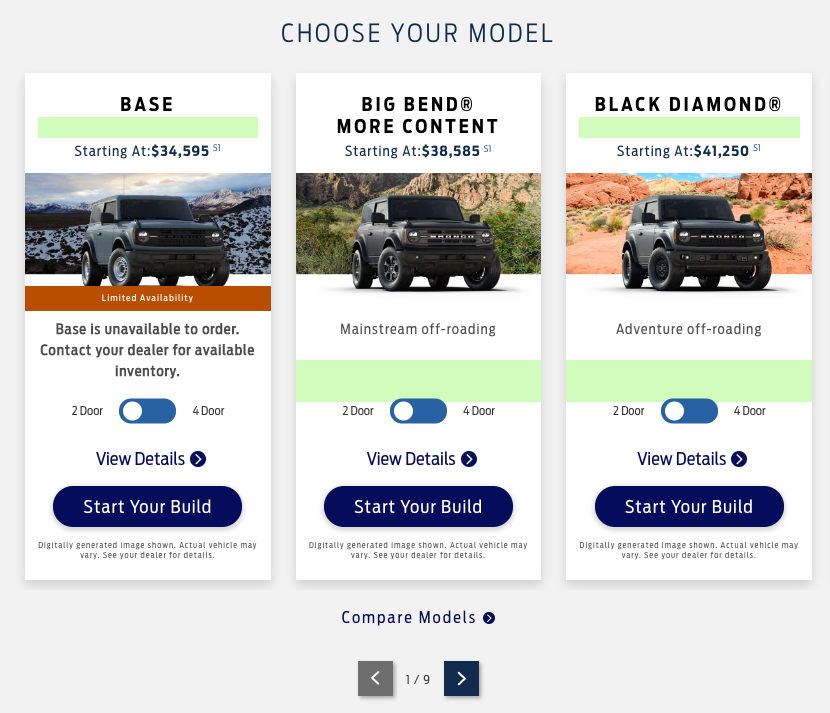 CHOOSE YOUR MODEL
BASE
Starting At:$34,595 S1
Limited Availability
Base is unavailable to order.
Contact your dealer for available
inventory.
2 Door 4 Door
View Details
Start Your Build
Digitally generated image shown. Actual vehicle may
vary. See your dealer for details.
BIG BEND®
MORE CONTENT
Starting At:$38,585 S1
BRONCO
Mainstream off-roading
2 Door 4 Door
View Details
Start Your Build
Digitally generated image shown. Actual vehicle may
vary. See your dealer for details.
BLACK DIAMOND®
Starting At:$41,250 S1
BRONCO
Adventure off-roading
2 Door 4 Door
View Details
Start Your Build
Digitally generated image shown. Actual vehicle may
vary. See your dealer for details.
Compare Models
1 / 9